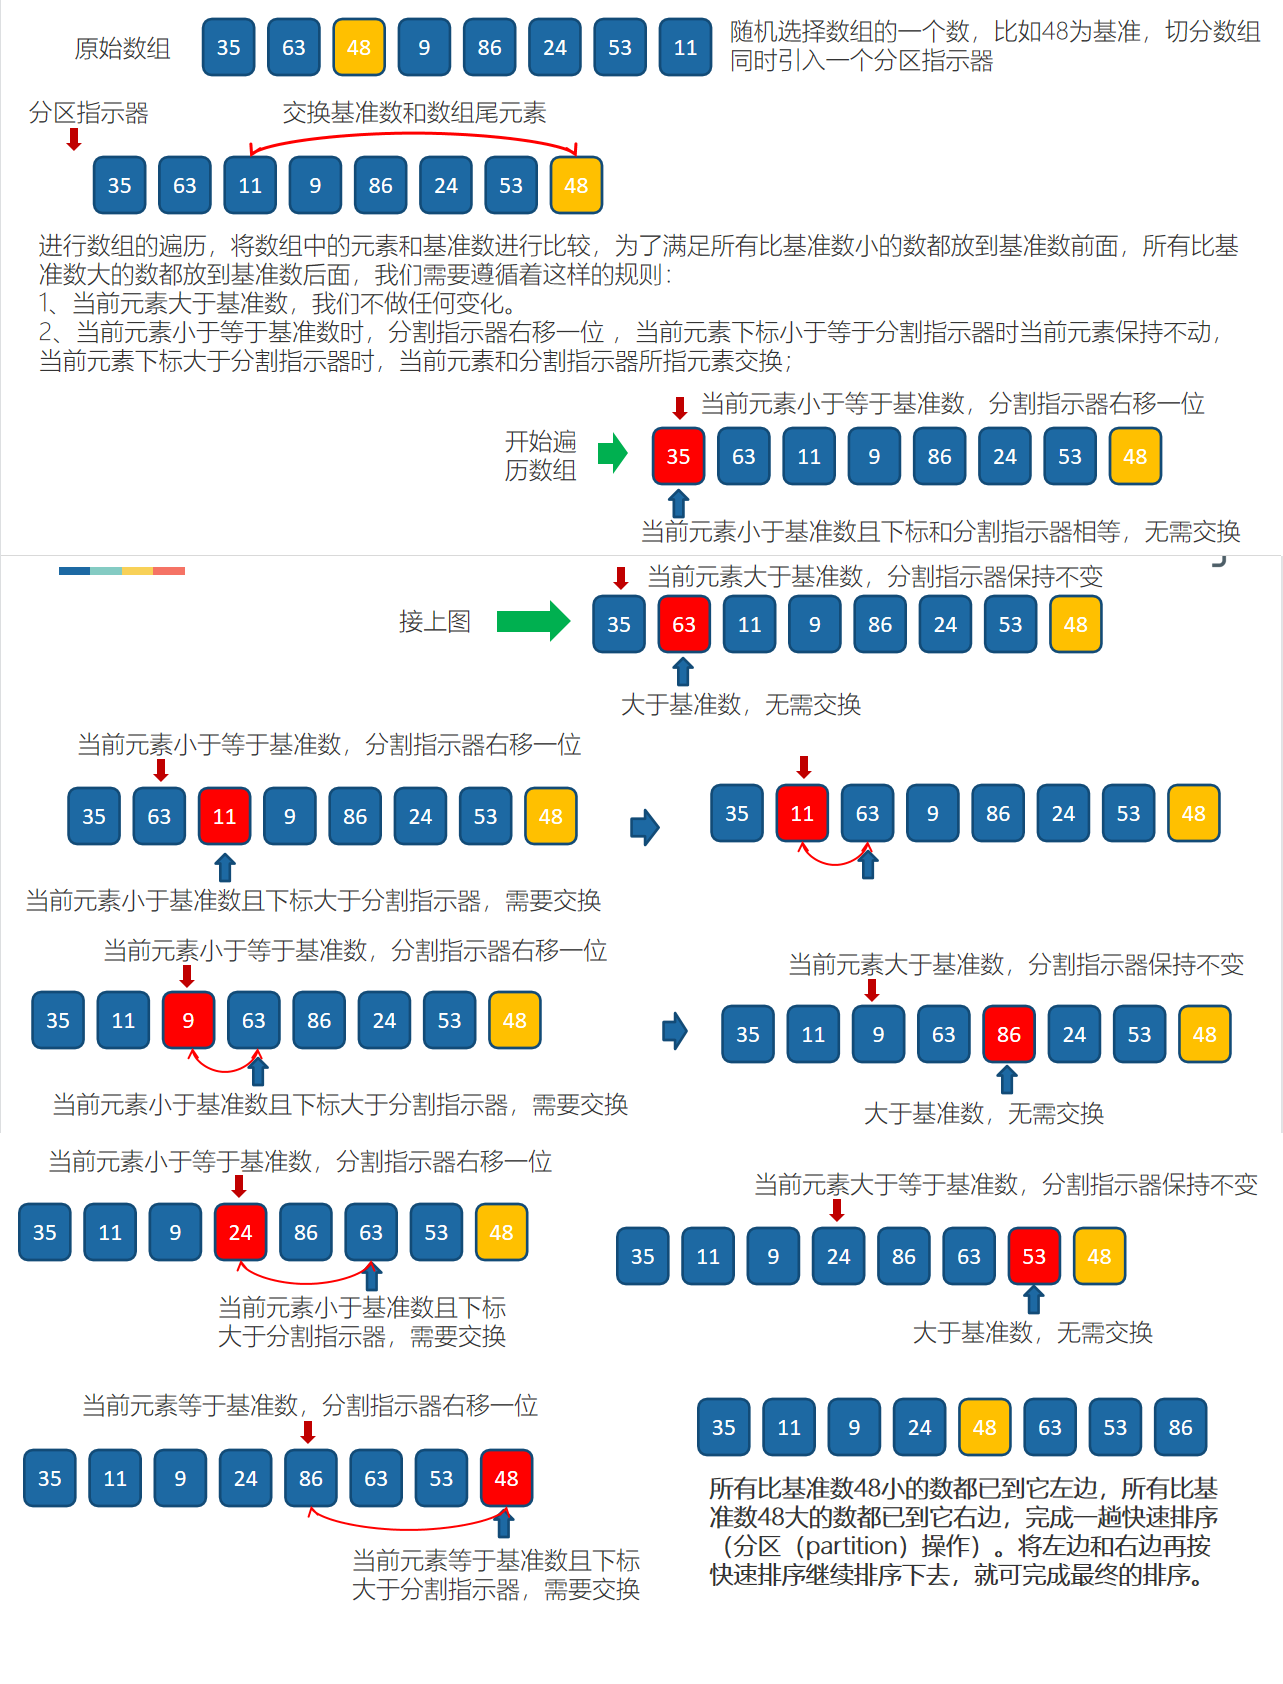 原始数组
35 63 48 9 86 24 53 11
随机选择数组的一个数，比如48为基准，切分数组
同时引入一个分区指示器
分区指示器
交换基准数和数组尾元素
35 63 11 9 86 24 53 48
进行数组的遍历，将数组中的元素和基准数进行比较，为了满足所有比基准数小的数都放到基准数前面，所有比基
准数大的数都放到基准数后面，我们需要遵循着这样的规则：
1、当前元素大于基准数，我们不做任何变化。
2、当前元素小于等于基准数时，分割指示器右移一位 ，当前元素下标小于等于分割指示器时当前元素保持不动，
当前元素下标大于分割指示器时，当前元素和分割指示器所指元素交换；
当前元素小于等于基准数，分割指示器右移一位
开始遍
历数组
35 63 11 9 86 24 53 48
当前元素小于基准数且下标和分割指示器相等，无需交换
当前元素大于基准数，分割指示器保持不变
接上图
35 63 11 9 86 24 53 48
大于基准数，无需交换
当前元素小于等于基准数，分割指示器右移一位
35 63 11 9 86 24 53 48
当前元素小于基准数且下标大于分割指示器，需要交换
35 11 63 9 86 24 53 48
当前元素小于等于基准数，分割指示器右移一位
35 11 9 63 86 24 53 48
当前元素小于基准数且下标大于分割指示器，需要交换
当前元素大于基准数，分割指示器保持不变
35 11 9 63 86 24 53 48
大于基准数，无需交换
当前元素小于等于基准数，分割指示器右移一位
35 11 9 24 86 63 53 48
当前元素小于基准数且下标
大于分割指示器，需要交换
当前元素大于等于基准数，分割指示器保持不变
35 11 9 24 86 63 53 48
大于基准数，无需交换
当前元素等于基准数，分割指示器右移一位
35 11 9 24 86 63 53 48
当前元素等于基准数且下标
大于分割指示器，需要交换
35 11 9 24 48 63 53 86
所有比基准数48小的数都已到它左边，所有比基
准数48大的数都已到它右边，完成一趟快速排序
（分区（partition）操作）。将左边和右边再按
快速排序继续排序下去，就可完成最终的排序。